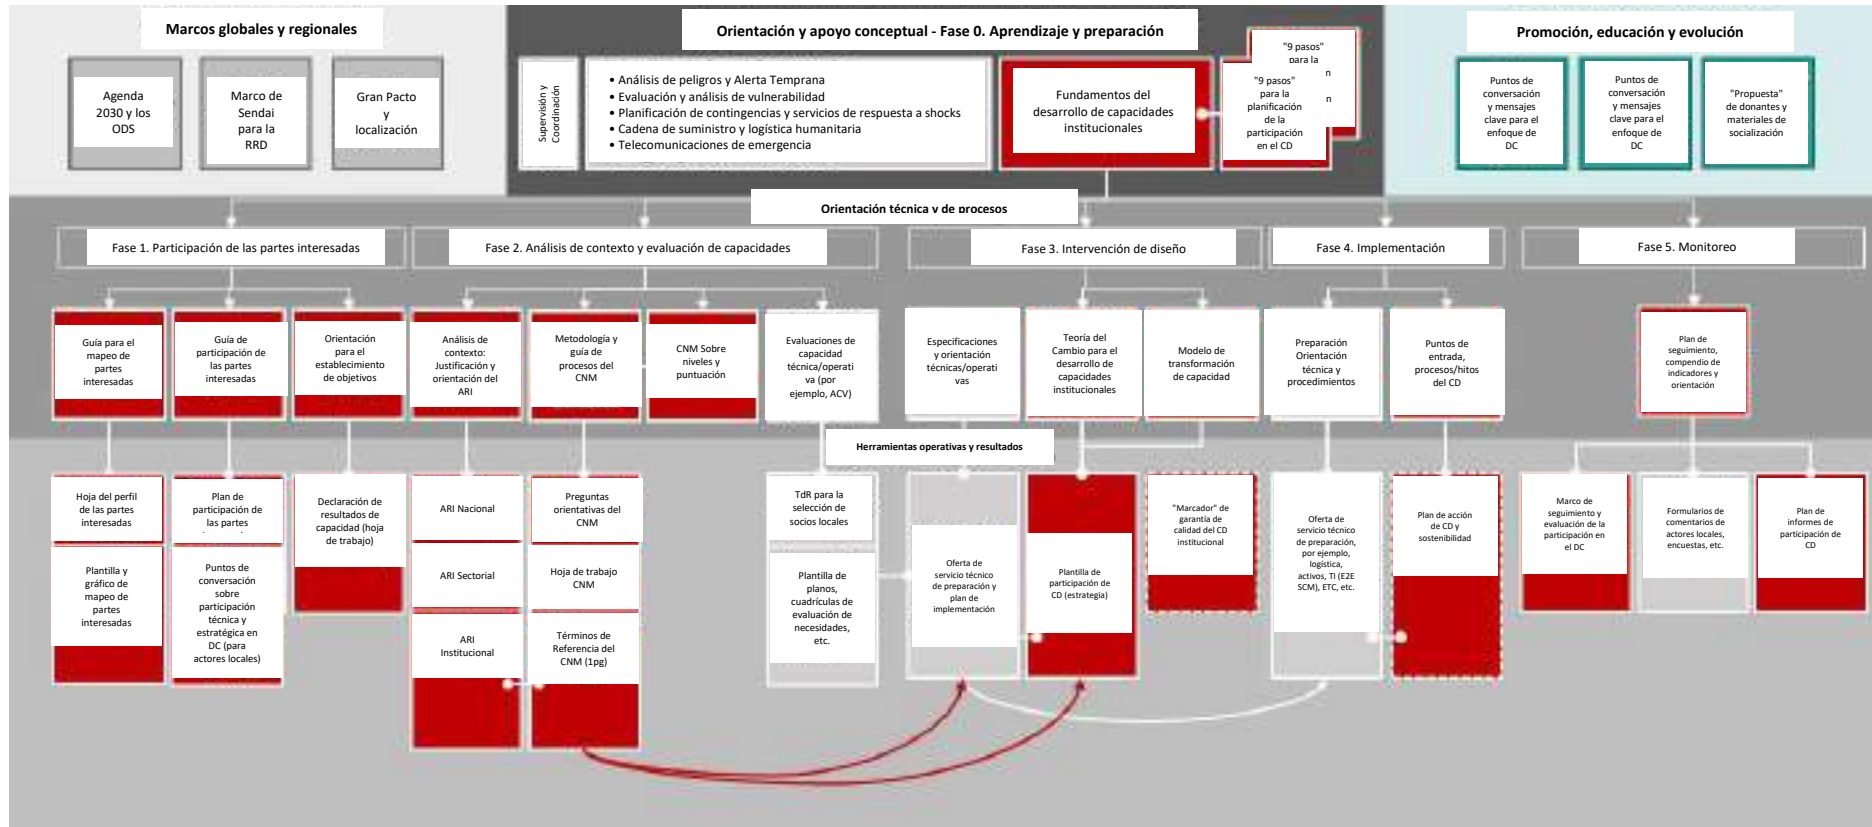 Marcos globales y regionales
Agenda
2030 y los
ODS
Marco de
Sendai
para la
RRD
Gran Pacto
y
localización
Orientación y apoyo conceptual - Fase 0. Aprendizaje y preparación
Supervisión y
Coordinación
• Análisis de peligros y Alerta Temprana
• Evaluación y análisis de vulnerabilidad
• Planificación de contingencias y servicios de respuesta a shocks
• Cadena de suministro y logística humanitaria
• Telecomunicaciones de emergencia
Fundamentos del
desarrollo de capacidades
institucionales
"9 pasos"
para la
n
n
"9 pasos"
para la
planificación
de la
participación
en el CD
Promoción, educación y evolución
Puntos de
conversación
y mensajes
clave para el
enfoque de
DC
Puntos de
conversación
y mensajes
clave para el
enfoque de
DC
"Propuesta"
de donantes y
materiales de
socialización
Orientación técnica y de procesos
Fase 1. Participación de las partes interesadas
Fase 2. Análisis de contexto y evaluación de capacidades
Fase 3. Intervención de diseño
Fase 4. Implementación
Fase 5. Monitoreo
Guía para el
mapeo de
partes
interesadas
Guía de
participación de
las partes
interesadas
Orientación
para el
establecimiento
de objetivos
Análisis de
contexto:
Justificación y
orientación del
ARI
Metodología y
guía de
procesos del
CNM
CNM Sobre
niveles y
puntuación
Evaluaciones de
capacidad
técnica/operati
va (por
ejemplo, ACV)
Especificaciones
y orientación
técnicas/operati
vas
Teoría del
Cambio para el
desarrollo de
capacidades
institucionales
Modelo de
transformación
de capacidad
Preparación
Orientación
técnica y
procedimientos
Puntos de
entrada,
procesos/hitos
del CD
Plan de
seguimiento,
compendio de
indicadores y
orientación
Herramientas operativas y resultados
Hoja del perfil
de las partes
interesadas
Plantilla y
gráfico de
mapeo de
partes
interesadas
Plan de
participación de
las partes
Puntos de
conversación
sobre
participación
técnica y
estratégica en
DC (para
actores locales)
Declaración de
resultados de
capacidad (hoja
de trabajo)
ARI Nacional
ARI Sectorial
ARI
Institucional
Preguntas
orientativas del
CNM
Hoja de trabajo
CNM
Términos de
Referencia del
CNM (1pg)
TdR para la
selección de
socios locales
Plantilla de
planos,
cuadrículas de
evaluación de
necesidades,
etc.
Oferta de
servicio técnico
de preparación y
plan de
implementación
Plantilla de
participación de
CD (estrategia)
"Marcador" de
garantía de
calidad del CD
institucional
Oferta de
servicio técnico
de preparación,
por ejemplo,
logística,
activos, TI (E2E
SCM), ETC, etc.
Plan de acción
de CD y
sostenibilidad
Marco de
seguimiento y
evaluación de la
participación en
el DC
Formularios de
comentarios de
actores locales,
encuestas, etc.
Plan de
informes de
participación de
CD